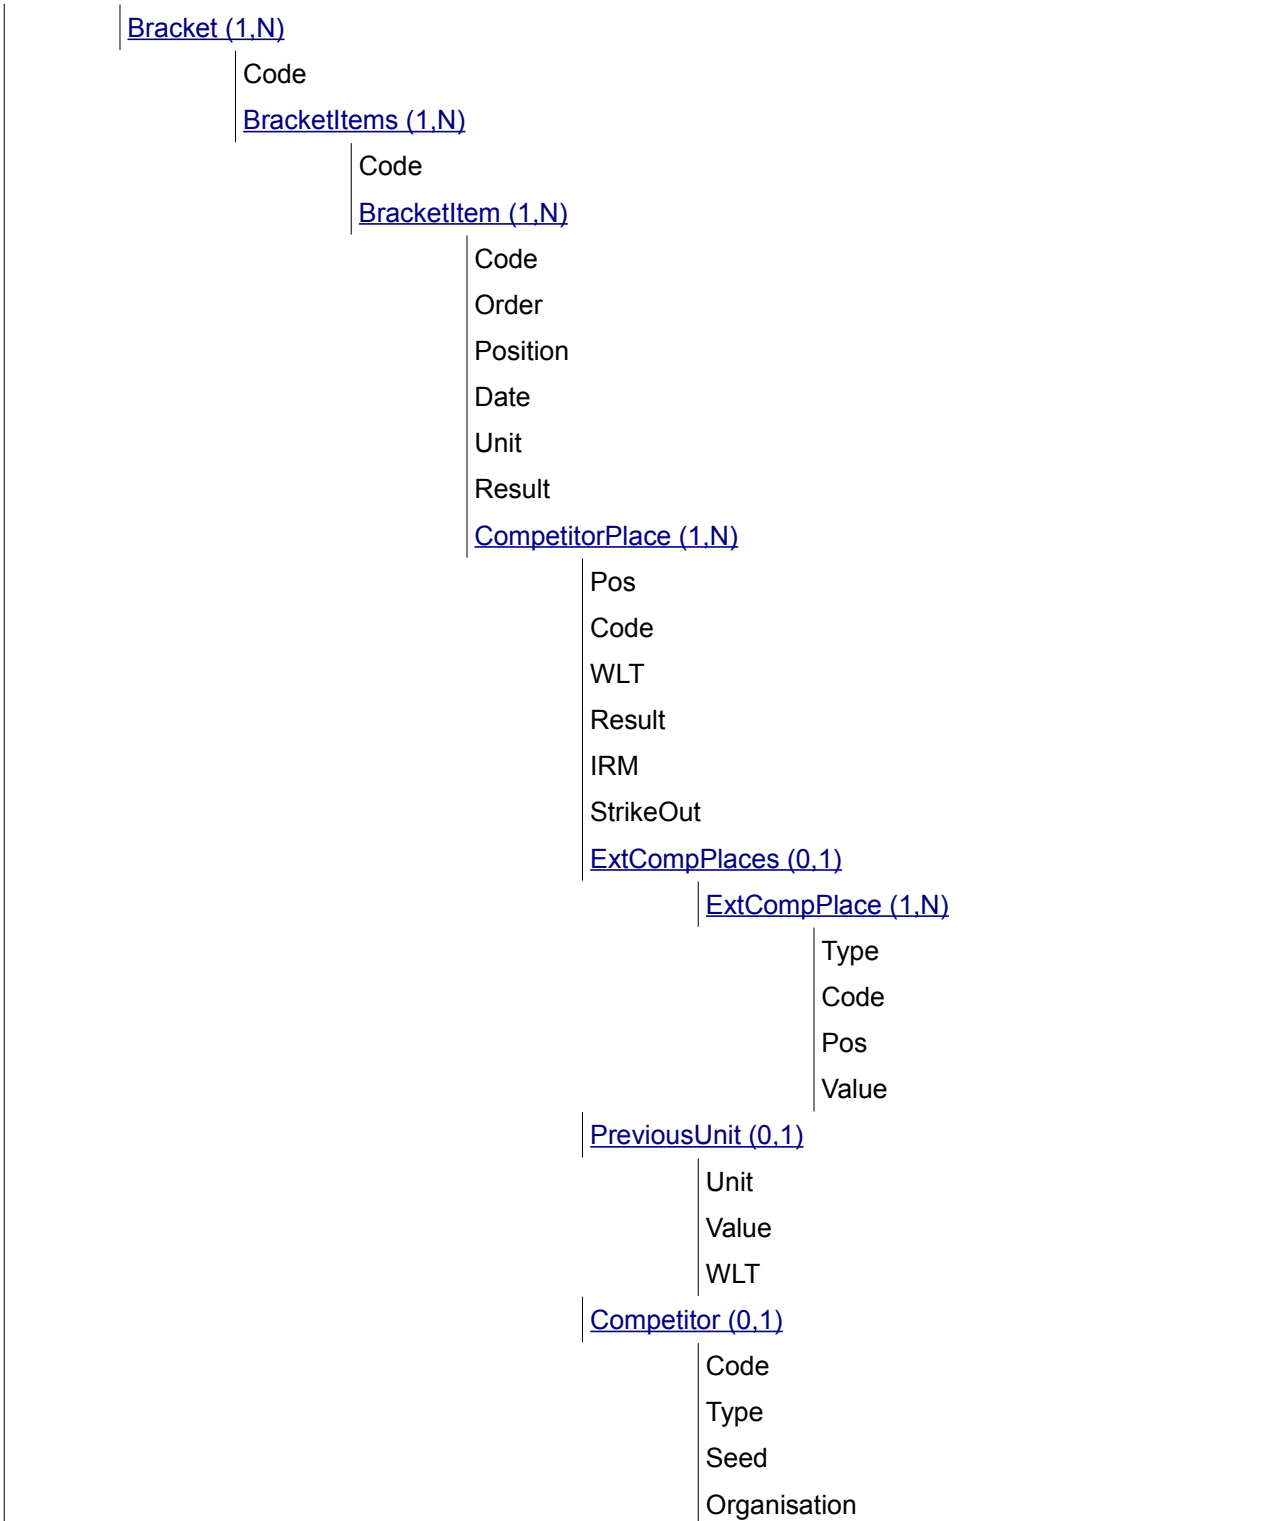 Bracket (1,N)
Code
BracketItems (1,N)
Code
BracketItem (1,N)
Code
Order
Position
Date
Unit
Result
CompetitorPlace (1,N)
Pos
Code
WLT
Result
IRM
StrikeOut
ExtCompPlaces (0,1)
ExtCompPlace (1,N)
Type
Code
Pos
Value
PreviousUnit (0,1)
Unit
Value
WLT
Competitor (0,1)
Code
Type
Seed
Organisation